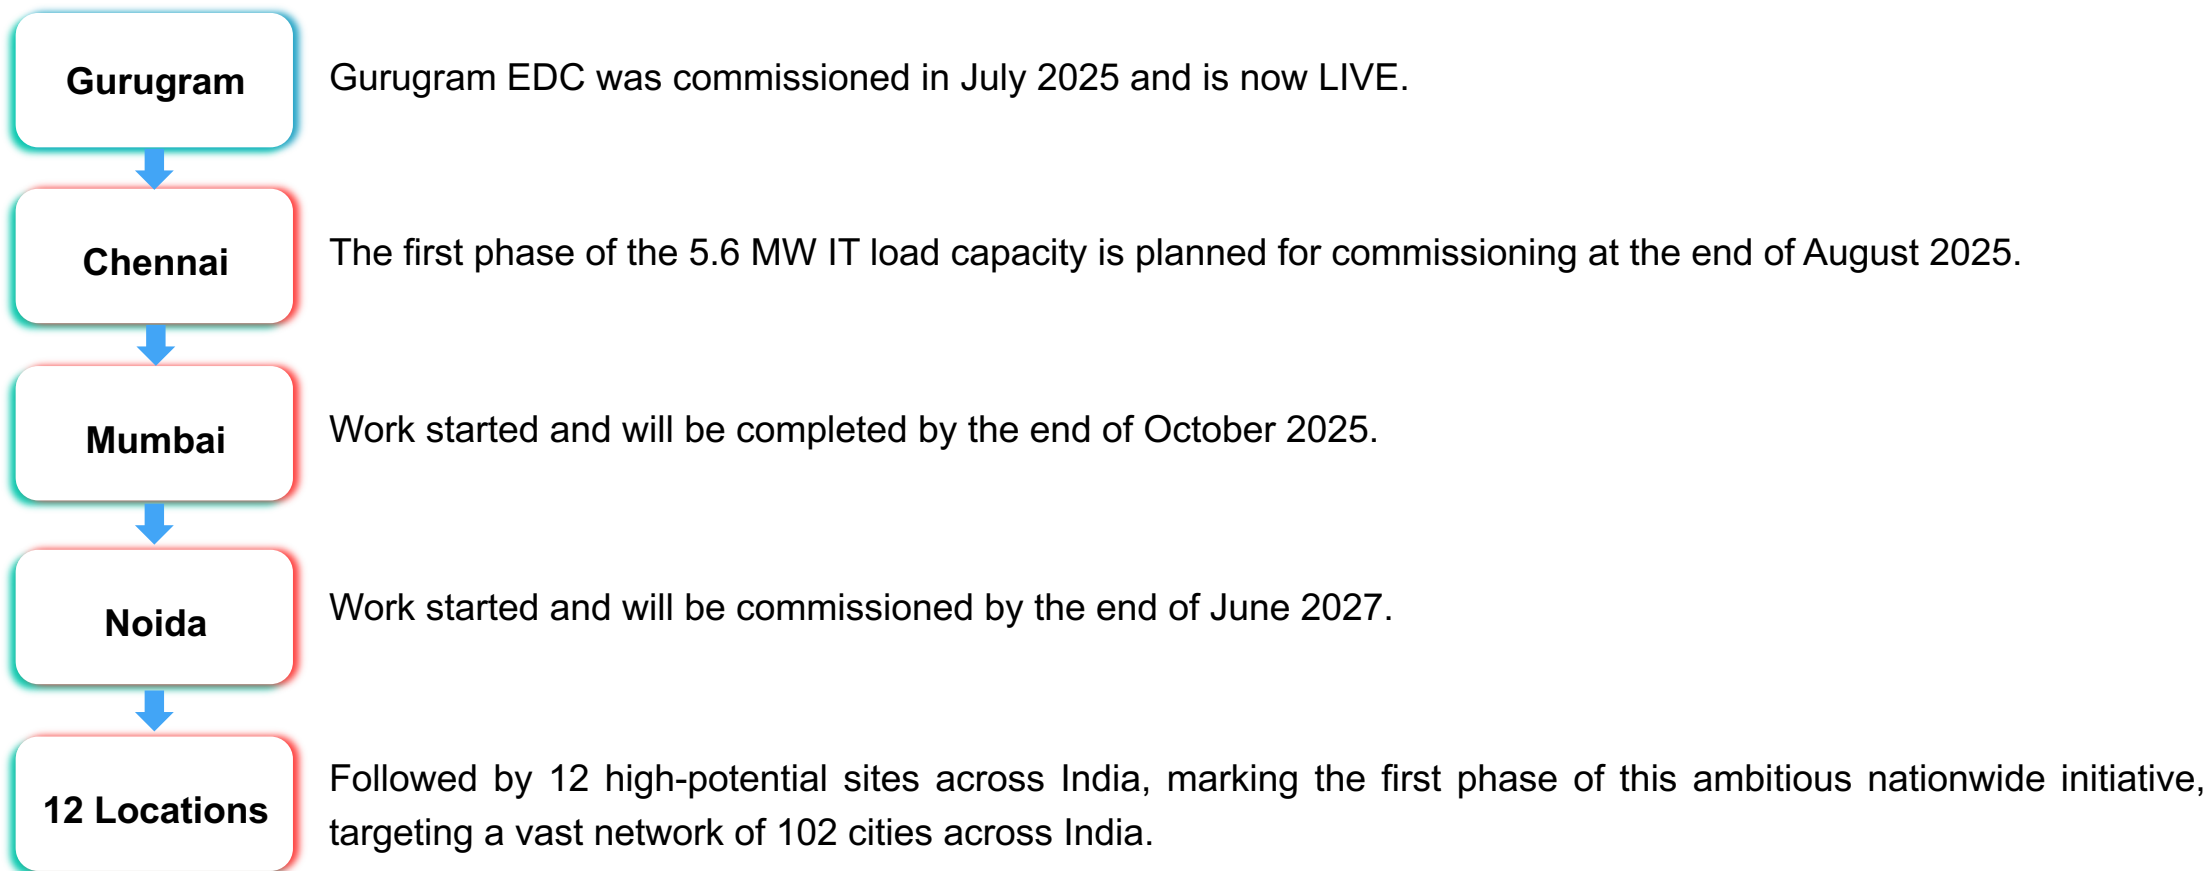 Gurugram
Gurugram EDC was commissioned in July 2025 and is now LIVE.
Chennai
The first phase of the 5.6 MW IT load capacity is planned for commissioning at the end of August 2025.
Mumbai
Work started and will be completed by the end of October 2025.
Noida
Work started and will be commissioned by the end of June 2027.
12 Locations
Followed by 12 high-potential sites across India, marking the first phase of this ambitious nationwide initiative,
targeting a vast network of 102 cities across India.